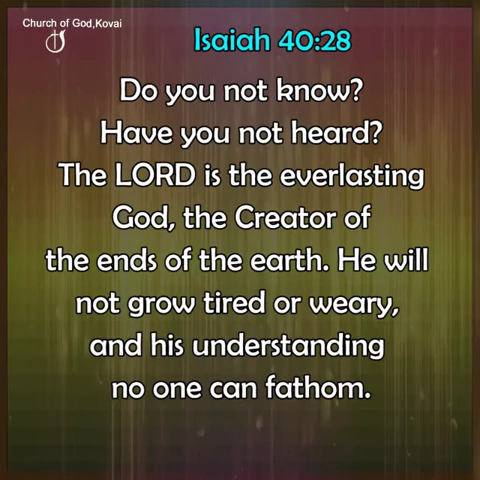 Church of God,Kovai
Isaiah 40:28
Do you not know?
Have you not heard?
The LORD is the everlasting
God, the Creator of
the ends of the earth. He will
not grow tired or weary,
and his understanding
no one can fathom.